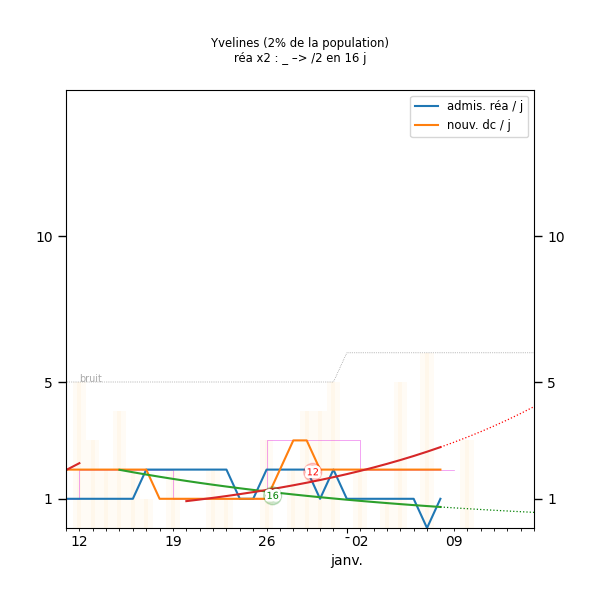 Yvelines (2% de la population)
réa x2 : _ –> /2 en 16 j
admis. réa / j
nouv. dc / j
10
10
bruit
5
5
12
16
1
1
12
19
26
02
09
janv.